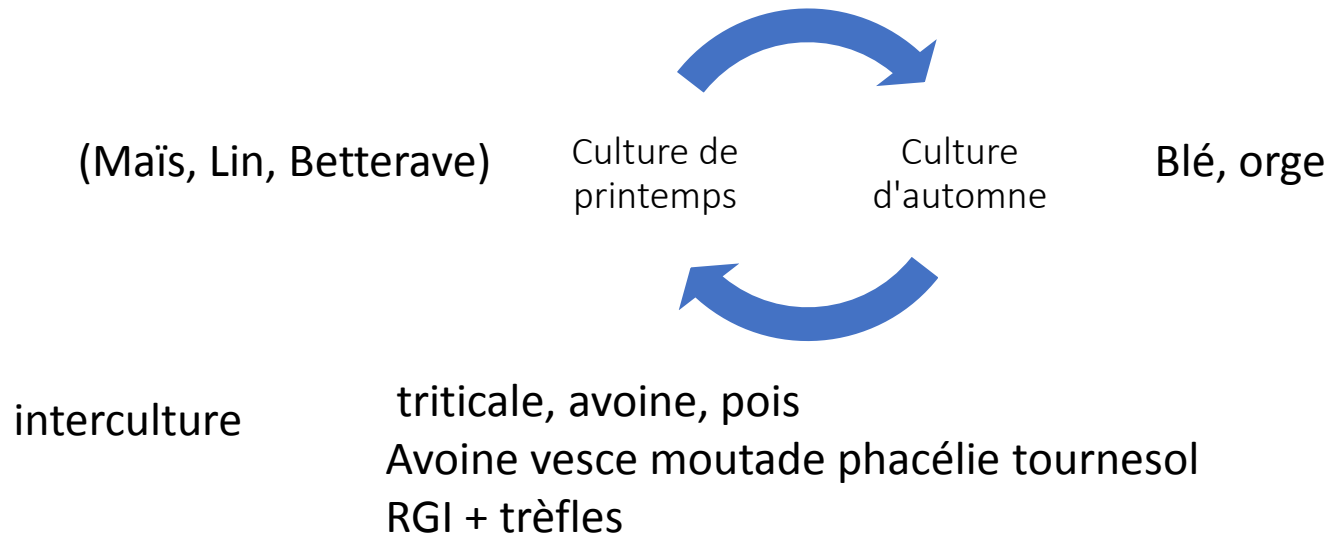 (Maïs, Lin, Betterave)
Culture de
printemps
Culture
d'automne
Blé, orge
interculture
triticale, avoine, pois
Avoine vesce moutade phacélie tournesol
RGI + trèfles